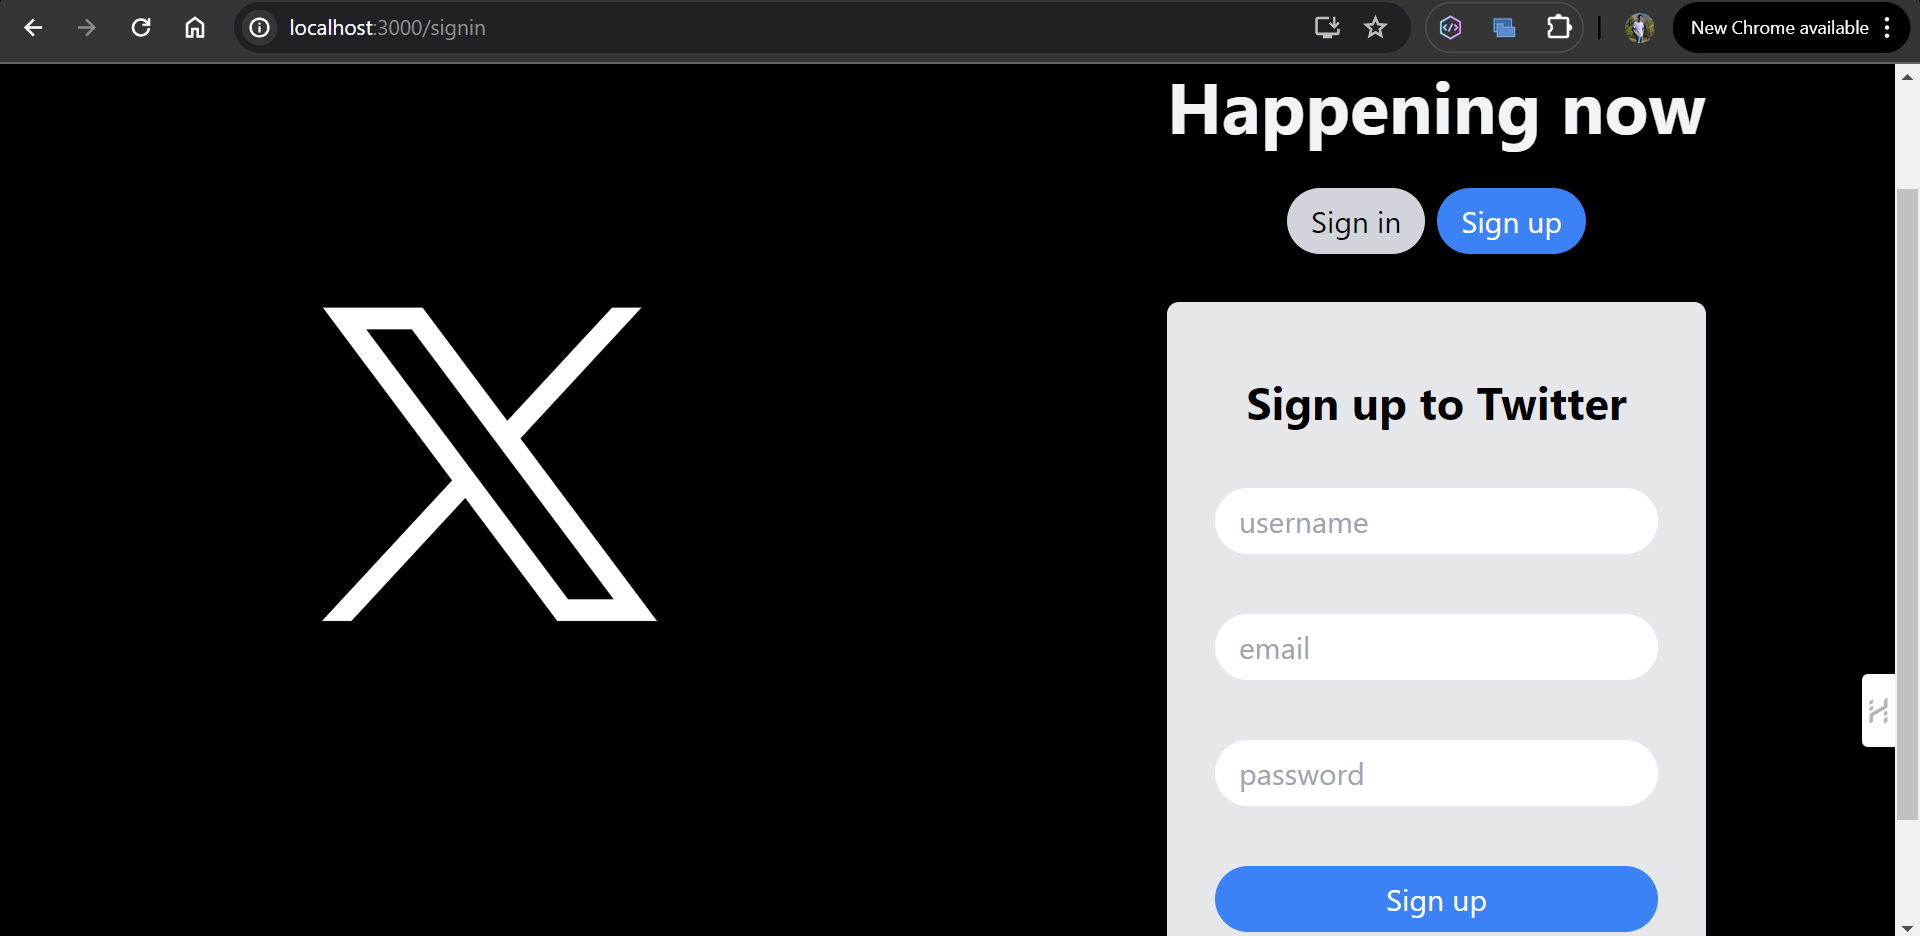 localhost:3000/signin
New Chrome available
Happening now
Sign in
Sign up
Sign up to Twitter
username
email
password
Sign up